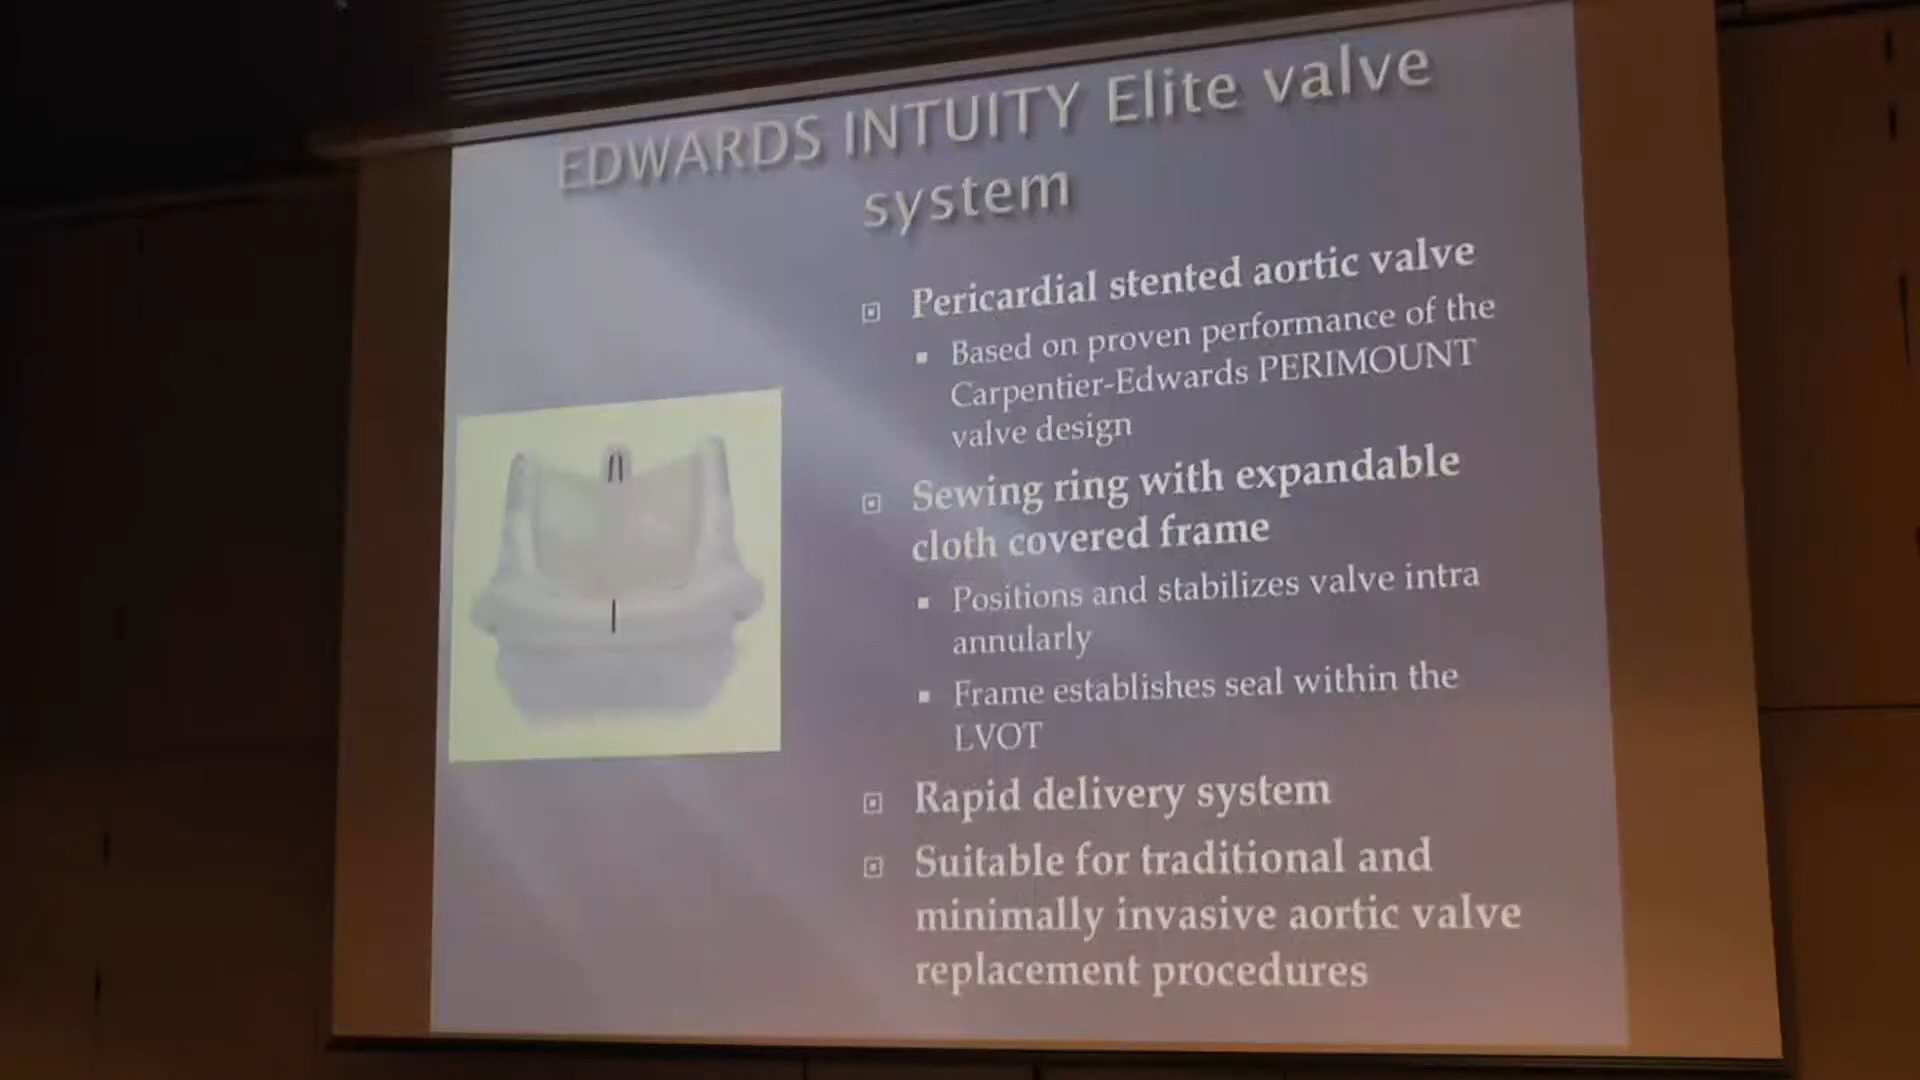 EDWARDS INTUITY Elite valve
system
Pericardial stented aortic valve
Based on proven performance of the
Carpentier-Edwards PERIMOUNT
valve design
Sewing ring with expandable
cloth covered frame
Positions and stabilizes valve intra
annularly
Frame establishes seal within the
LVOT
Rapid delivery system
Suitable for traditional and
minimally invasive aortic valve
replacement procedures